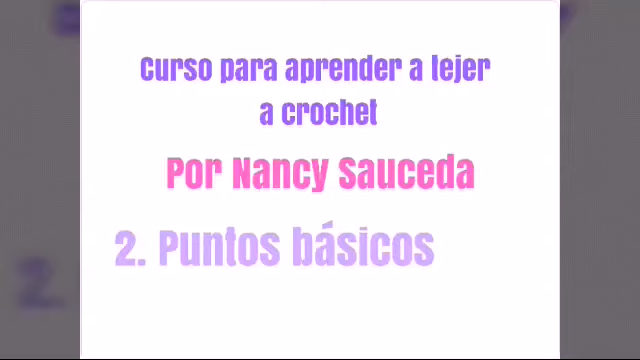 Curso para aprender a tejer
a crochet
Por Nancy Sauceda
2. Puntos básicos